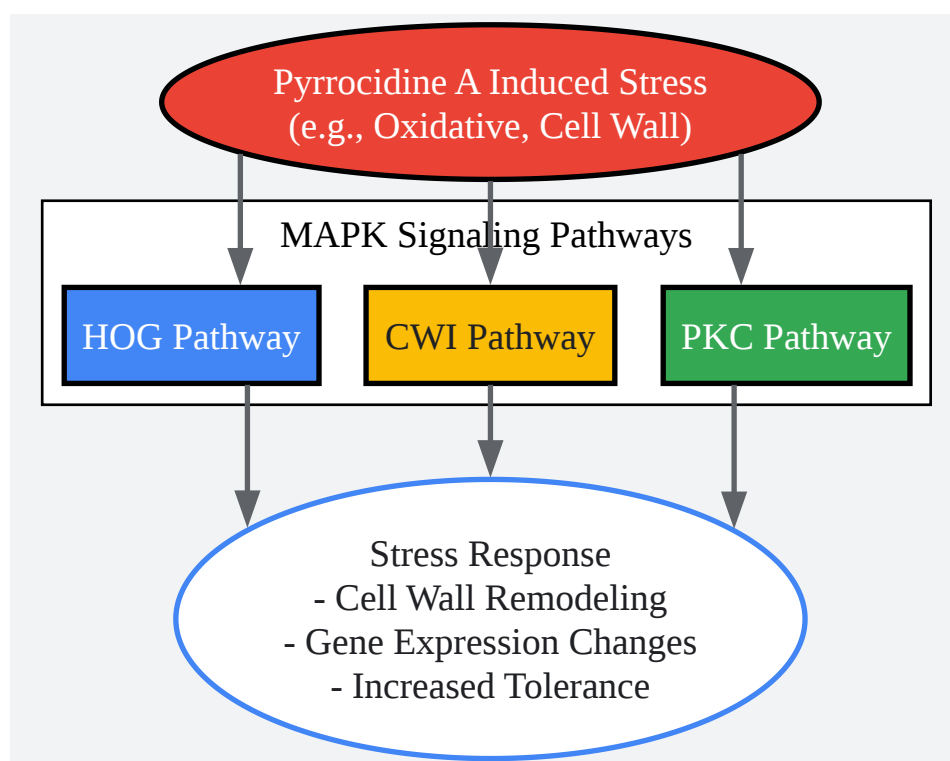 Pyrrocidine A Induced Stress
(e.g., Oxidative, Cell Wall)
MAPK Signaling Pathways
HOG Pathway
CWI Pathway
PKC Pathway
Stress Response
- Cell Wall Remodeling
- Gene Expression Changes
- Increased Tolerance